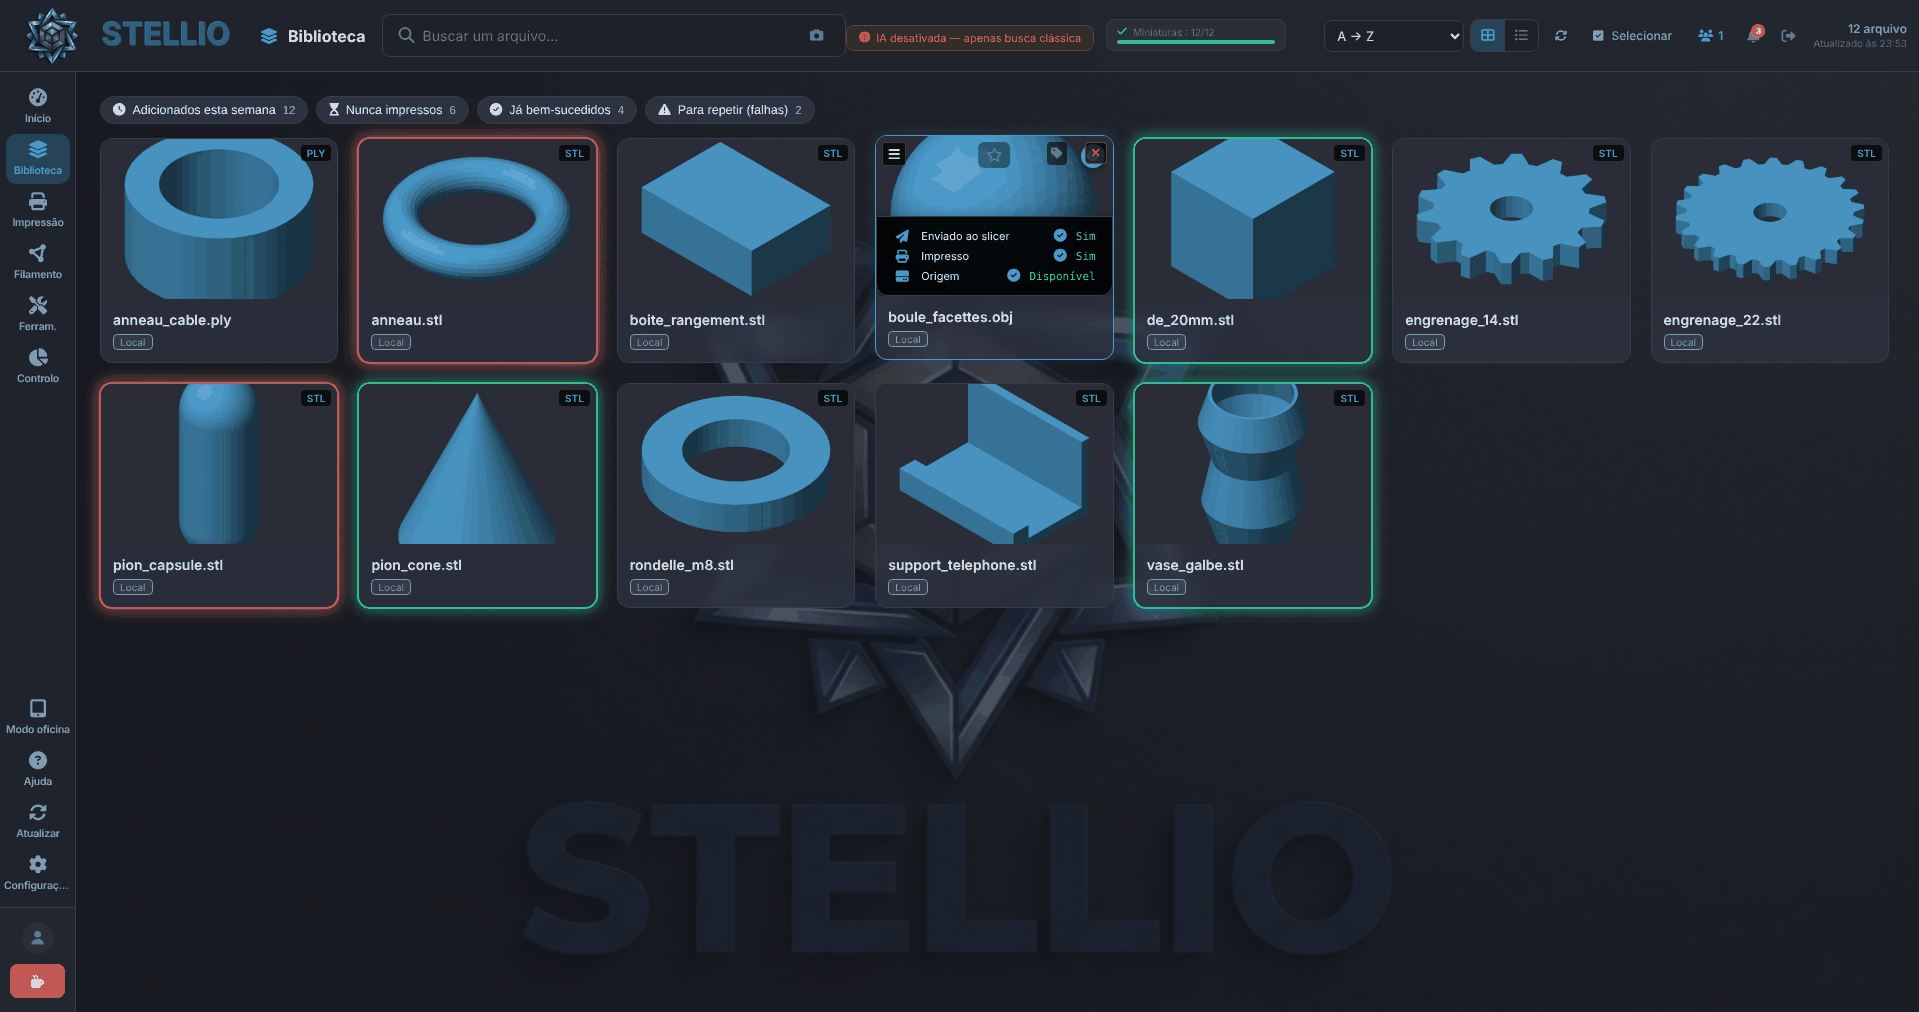 STELLIO
Biblioteca
Buscar um arquivo...
IA desativada — apenas busca clássica
Miniaturas : 12/12
A → Z
Selecionar
1
3
12 arquivo
Atualizado às 23:53
Início
Biblioteca
Impressão
Filamento
Ferram.
Controlo
Modo oficina
Ajuda
Atualizar
Configuraç...
Adicionados esta semana 12
Nunca impressos 6
Já bem-sucedidos 4
Para repetir (falhas) 2
PLY
anneau_cable.ply
Local
STL
anneau.stl
Local
STL
boite_rangement.stl
Local
Enviado ao slicer Sim
Impresso Sim
Origem Disponível
boule_facettes.obj
Local
STL
de_20mm.stl
Local
STL
engrenage_14.stl
Local
STL
engrenage_22.stl
Local
STL
pion_capsule.stl
Local
STL
pion_cone.stl
Local
STL
rondelle_m8.stl
Local
STL
support_telephone.stl
Local
STL
vase_galbe.stl
Local
STELLIO